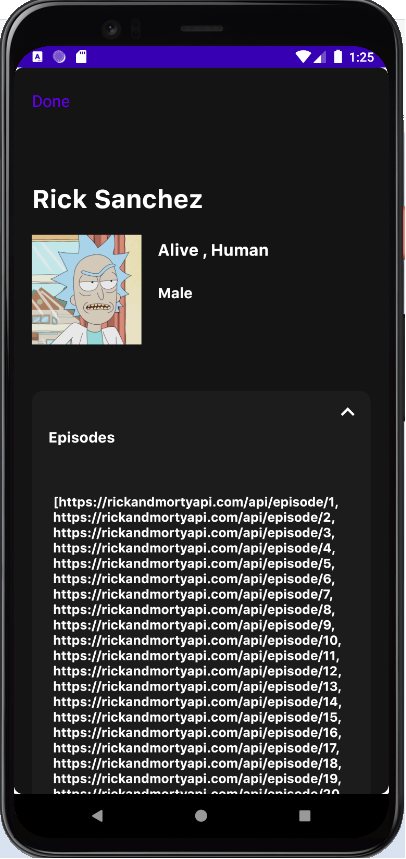 A
1:25
Done
Rick Sanchez
Alive , Human
Male
Episodes
[https://rickandmortyapi.com/api/episode/1,
https://rickandmortyapi.com/api/episode/2,
https://rickandmortyapi.com/api/episode/3,
https://rickandmortyapi.com/api/episode/4,
https://rickandmortyapi.com/api/episode/5,
https://rickandmortyapi.com/api/episode/6,
https://rickandmortyapi.com/api/episode/7,
https://rickandmortyapi.com/api/episode/8,
https://rickandmortyapi.com/api/episode/9,
https://rickandmortyapi.com/api/episode/10,
https://rickandmortyapi.com/api/episode/11,
https://rickandmortyapi.com/api/episode/12,
https://rickandmortyapi.com/api/episode/13,
https://rickandmortyapi.com/api/episode/14,
https://rickandmortyapi.com/api/episode/15,
https://rickandmortyapi.com/api/episode/16,
https://rickandmortyapi.com/api/episode/17,
https://rickandmortyapi.com/api/episode/18,
https://rickandmortyapi.com/api/episode/19,
https://rickandmortyapi.com/api/episode/20,